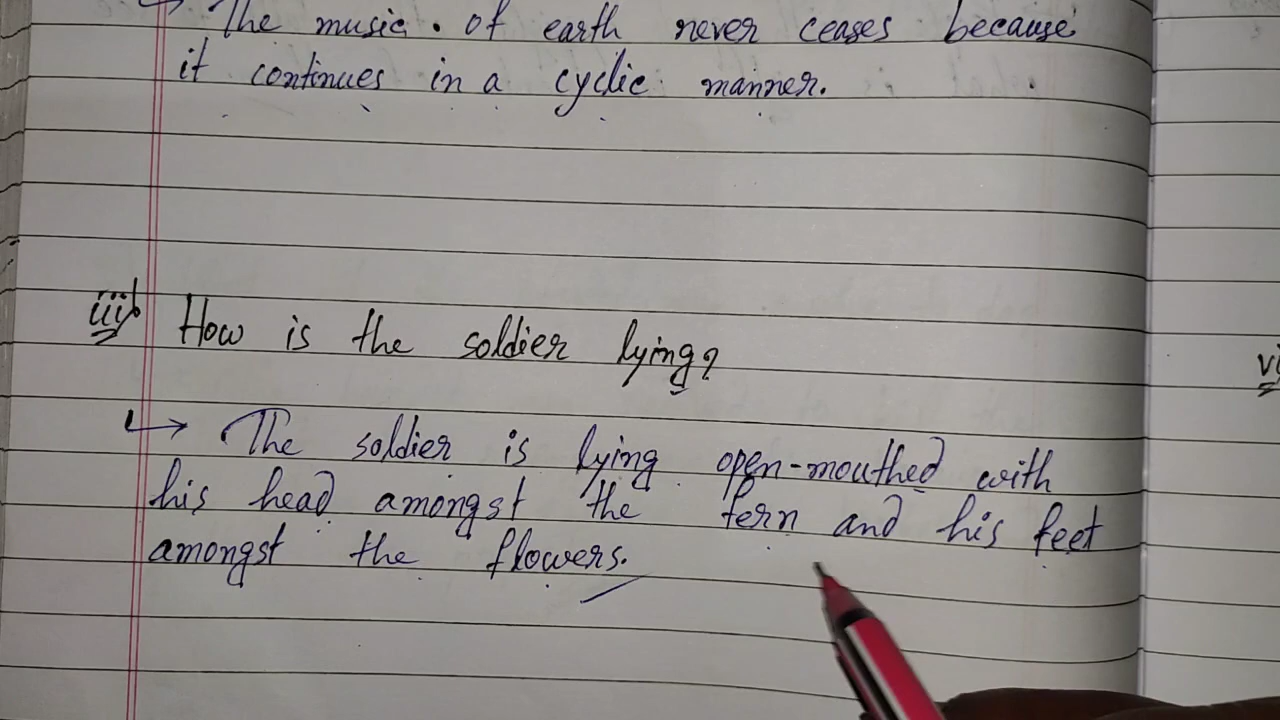 ↳ The music . of earth never ceases because
it continues in a cyclic manner.
iii) How is the soldier lying?
↳ The soldier is lying open-mouthed with
his head amongst the fern and his feet
amongst the flowers.
vi